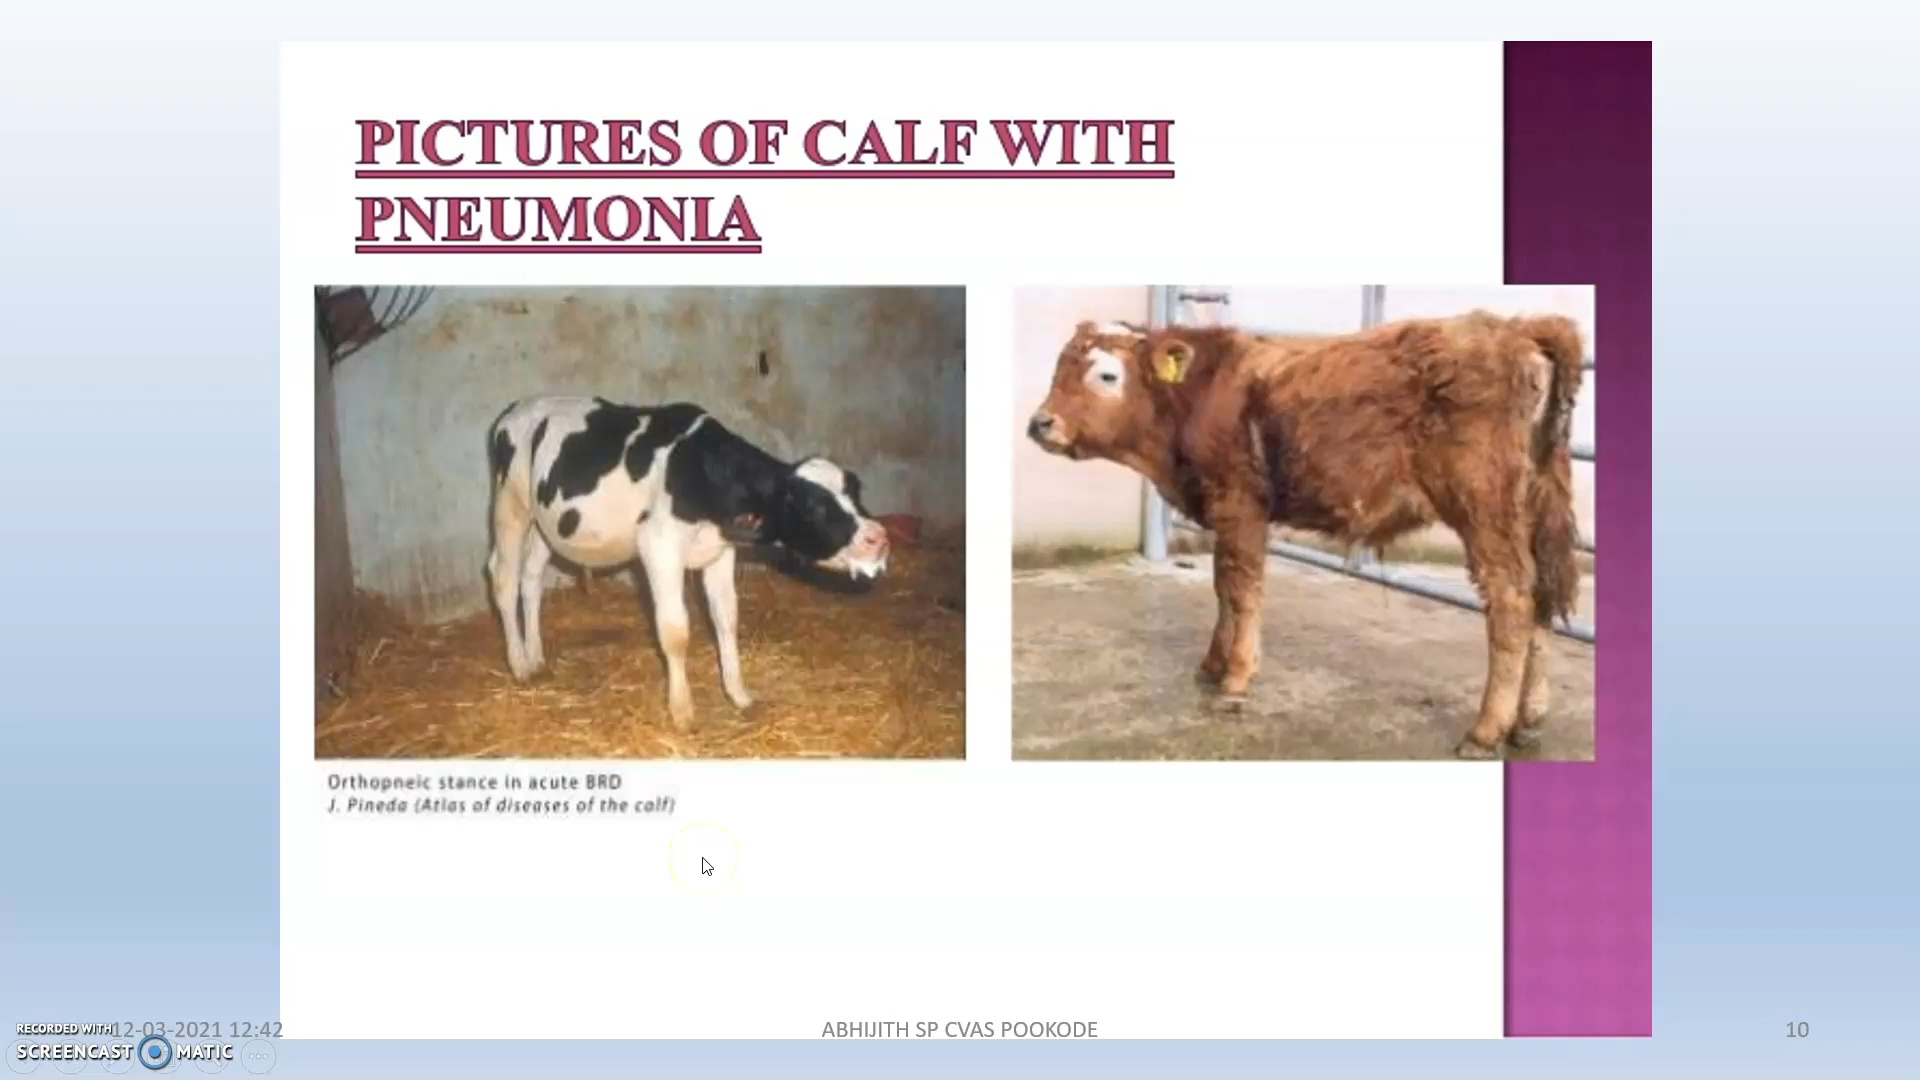 PICTURES OF CALF WITH
PNEUMONIA
Orthopneic stance in acute BRD
J. Pineda (Atlas of diseases of the calf)
RECORDED WITH
12-03-2021 12:42
SCREENCAST MATIC
ABHIJITH SP CVAS POOKODE
10